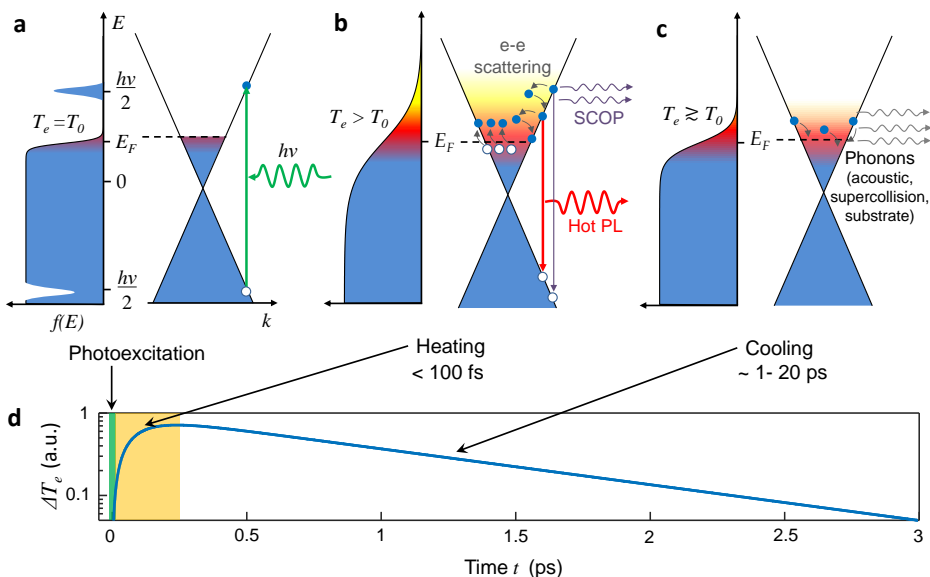 a
E
hν
2
T_e = T_0
E_F
0
hν
2
f(E)
hν
k
b
e-e
scattering
T_e > T_0
E_F
SCOP
Hot PL
c
T_e ≳ T_0
E_F
Phonons
(acoustic,
supercollision,
substrate)
Photoexcitation
Heating
< 100 fs
Cooling
~ 1- 20 ps
d
1
0.1
ΔT_e (a.u.)
0
0.5
1
1.5
2
2.5
3
Time t (ps)